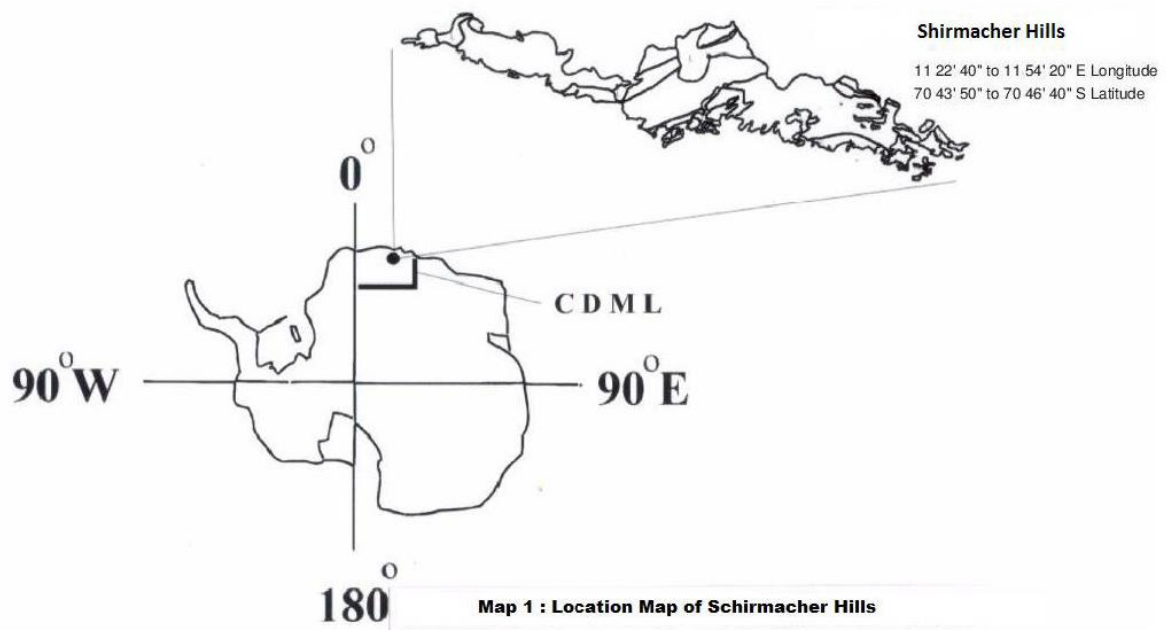 Shirmacher Hills
11 22' 40" to 11 54' 20" E Longitude
70 43' 50" to 70 46' 40" S Latitude
0°
C D M L
90°W
90°E
180°
Map 1 : Location Map of Schirmacher Hills